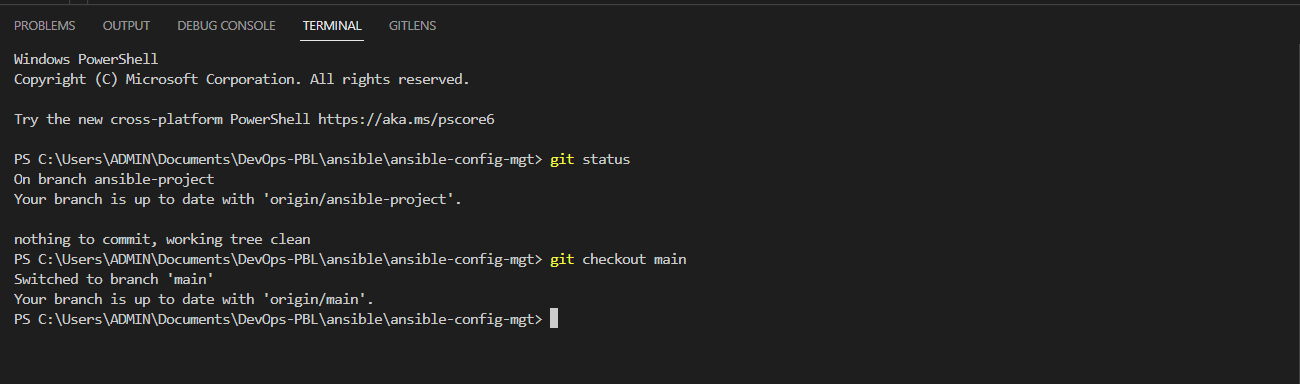 PROBLEMS OUTPUT DEBUG CONSOLE TERMINAL GITLENS
Windows PowerShell
Copyright (C) Microsoft Corporation. All rights reserved.
Try the new cross-platform PowerShell https://aka.ms/pscore6
PS C:\Users\ADMIN\Documents\DevOps-PBL\ansible\ansible-config-mgt> git status
On branch ansible-project
Your branch is up to date with 'origin/ansible-project'.
nothing to commit, working tree clean
PS C:\Users\ADMIN\Documents\DevOps-PBL\ansible\ansible-config-mgt> git checkout main
Switched to branch 'main'
Your branch is up to date with 'origin/main'.
PS C:\Users\ADMIN\Documents\DevOps-PBL\ansible\ansible-config-mgt>